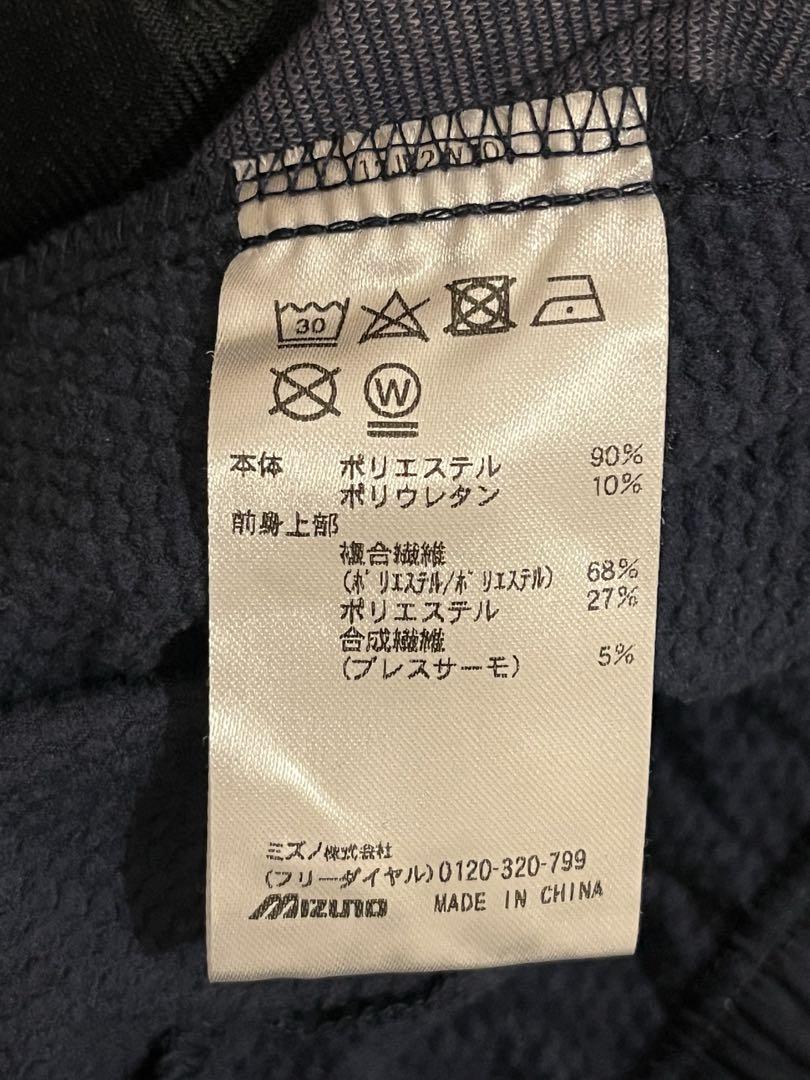 30
W
本体 ポリエステル 90%
ポリウレタン 10%
前身上部
複合繊維
(ポリエステル/ポリエステル) 68%
ポリエステル 27%
合成繊維
(ブレスサーモ) 5%
ミズノ株式会社
(フリーダイヤル)0120-320-799
MIZUNO MADE IN CHINA